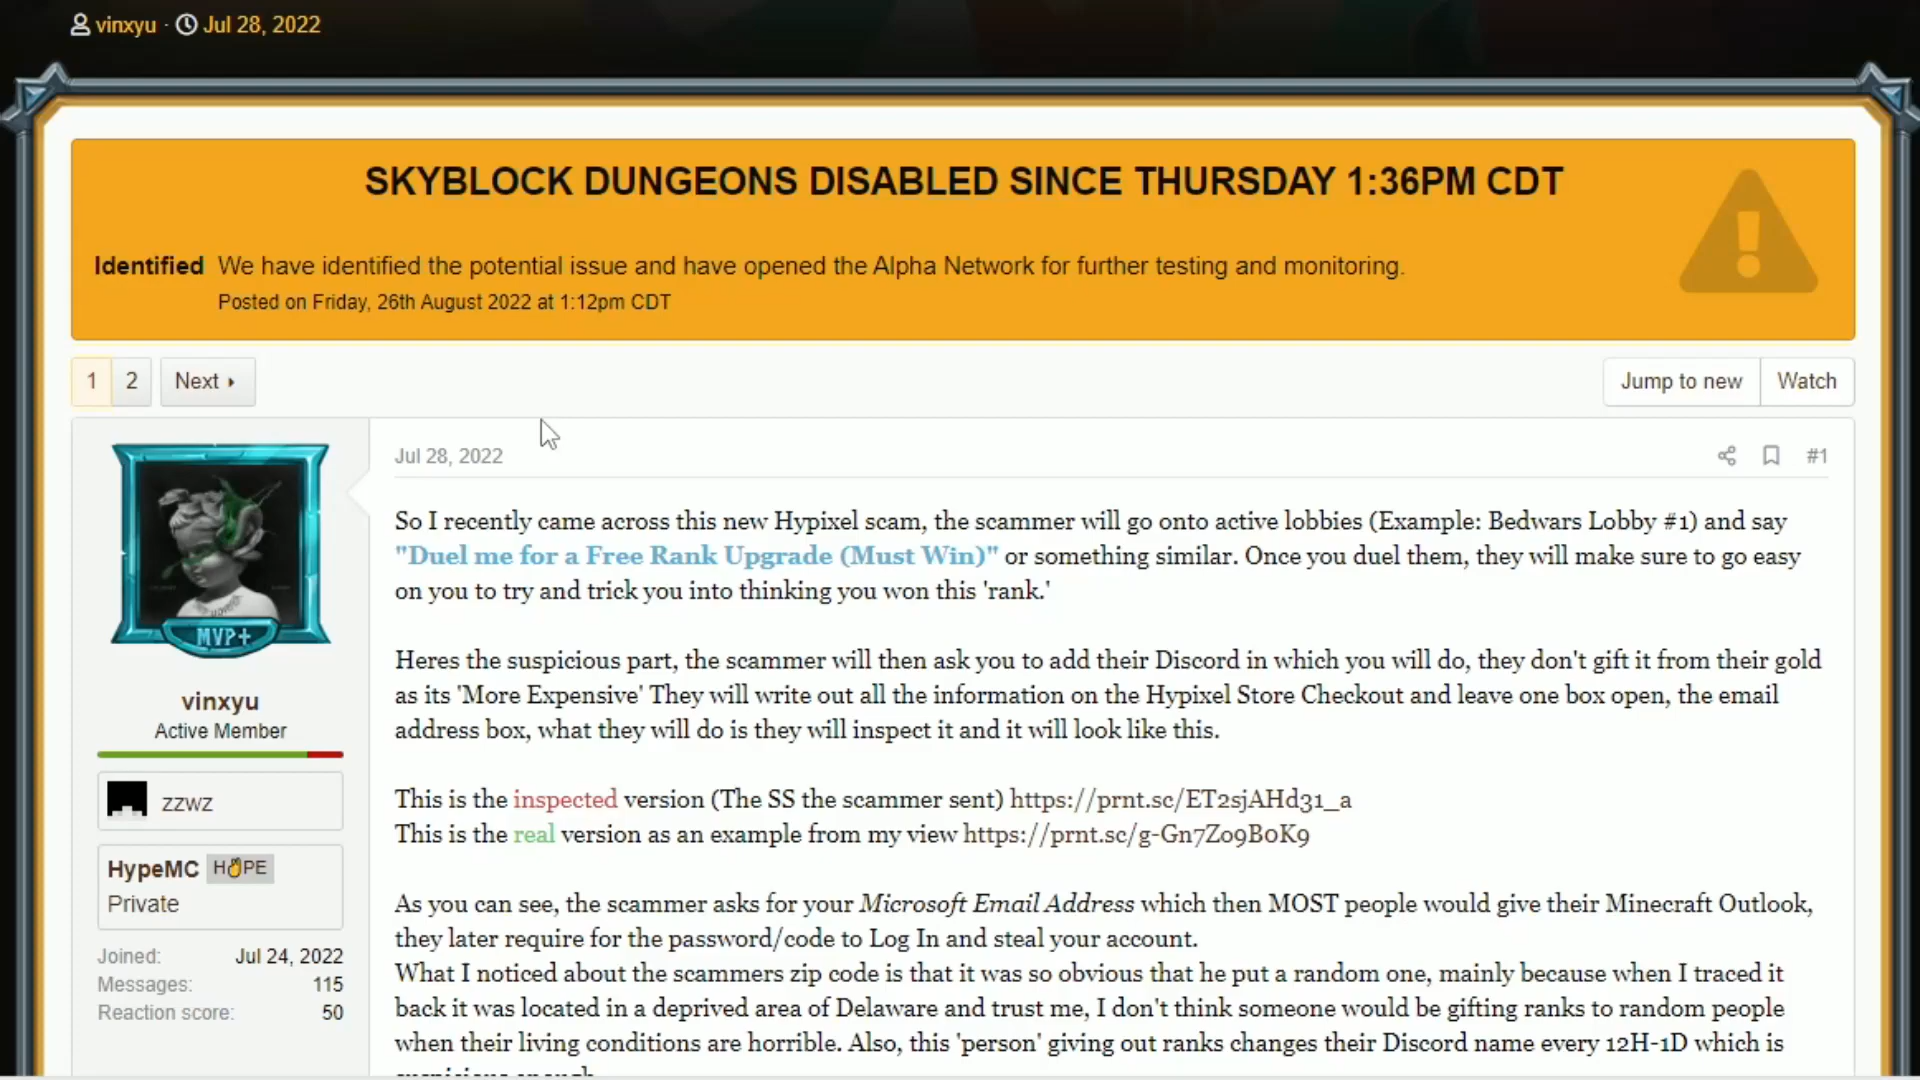 vinxyu · Jul 28, 2022
SKYBLOCK DUNGEONS DISABLED SINCE THURSDAY 1:36PM CDT
Identified We have identified the potential issue and have opened the Alpha Network for further testing and monitoring.
Posted on Friday, 26th August 2022 at 1:12pm CDT
1 2 Next
Jump to new Watch
MVP+
vinxyu
Active Member
zzwz
HypeMC H✌PE
Private
Joined: Jul 24, 2022
Messages: 115
Reaction score: 50
Jul 28, 2022 #1
So I recently came across this new Hypixel scam, the scammer will go onto active lobbies (Example: Bedwars Lobby #1) and say
"Duel me for a Free Rank Upgrade (Must Win)" or something similar. Once you duel them, they will make sure to go easy
on you to try and trick you into thinking you won this 'rank.'
Heres the suspicious part, the scammer will then ask you to add their Discord in which you will do, they don't gift it from their gold
as its 'More Expensive' They will write out all the information on the Hypixel Store Checkout and leave one box open, the email
address box, what they will do is they will inspect it and it will look like this.
This is the inspected version (The SS the scammer sent) https://prnt.sc/ET2sjAHd31_a
This is the real version as an example from my view https://prnt.sc/g-Gn7Zo9B0K9
As you can see, the scammer asks for your Microsoft Email Address which then MOST people would give their Minecraft Outlook,
they later require for the password/code to Log In and steal your account.
What I noticed about the scammers zip code is that it was so obvious that he put a random one, mainly because when I traced it
back it was located in a deprived area of Delaware and trust me, I don't think someone would be gifting ranks to random people
when their living conditions are horrible. Also, this 'person' giving out ranks changes their Discord name every 12H-1D which is